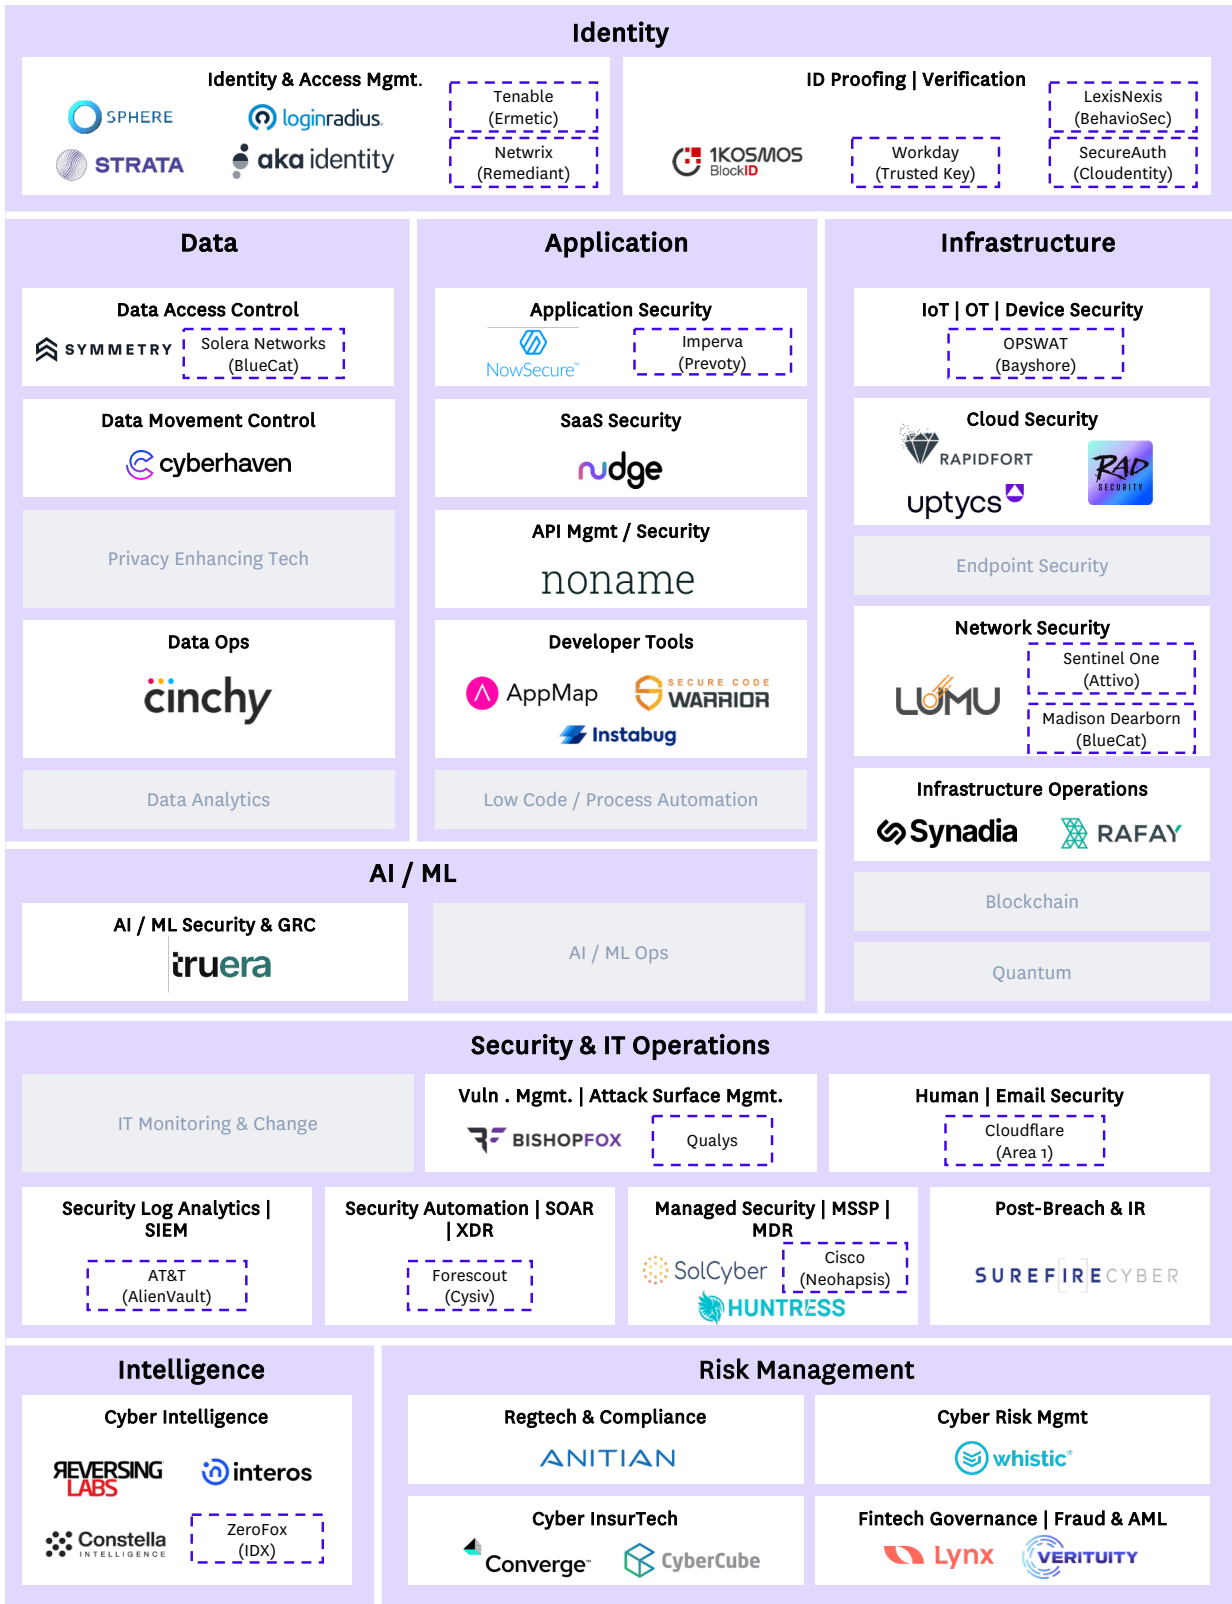 Identity
Identity & Access Mgmt.
SPHERE
loginradius.
Tenable
(Ermetic)
STRATA
aka identity
Netwrix
(Remediant)
ID Proofing | Verification
LexisNexis
(BehavioSec)
1KOSMOS
BlockID
Workday
(Trusted Key)
SecureAuth
(Cloudentity)
Data
Data Access Control
SYMMETRY
Solera Networks
(BlueCat)
Data Movement Control
cyberhaven
Privacy Enhancing Tech
Data Ops
cinchy
Data Analytics
Application
Application Security
NowSecure™
Imperva
(Prevoty)
SaaS Security
nudge
API Mgmt / Security
noname
Developer Tools
AppMap
SECURE CODE
WARRIOR
Instabug
Low Code / Process Automation
Infrastructure
IoT | OT | Device Security
OPSWAT
(Bayshore)
Cloud Security
RAPIDFORT
RAD
SECURITY
uptycs
Endpoint Security
Network Security
LUMU
Sentinel One
(Attivo)
Madison Dearborn
(BlueCat)
Infrastructure Operations
Synadia
RAFAY
Blockchain
Quantum
AI / ML
AI / ML Security & GRC
truera
AI / ML Ops
Security & IT Operations
IT Monitoring & Change
Vuln . Mgmt. | Attack Surface Mgmt.
BISHOPFOX
Qualys
Human | Email Security
Cloudflare
(Area 1)
Security Log Analytics |
SIEM
AT&T
(AlienVault)
Security Automation | SOAR
| XDR
Forescout
(Cysiv)
Managed Security | MSSP |
MDR
SolCyber
Cisco
(Neohapsis)
HUNTRESS
Post-Breach & IR
SUREFIRE CYBER
Intelligence
Cyber Intelligence
REVERSING
LABS
interos
Constella
INTELLIGENCE
ZeroFox
(IDX)
Risk Management
Regtech & Compliance
ANITIAN
Cyber Risk Mgmt
whistic®
Cyber InsurTech
Converge™
CyberCube
Fintech Governance | Fraud & AML
Lynx
VERITUITY